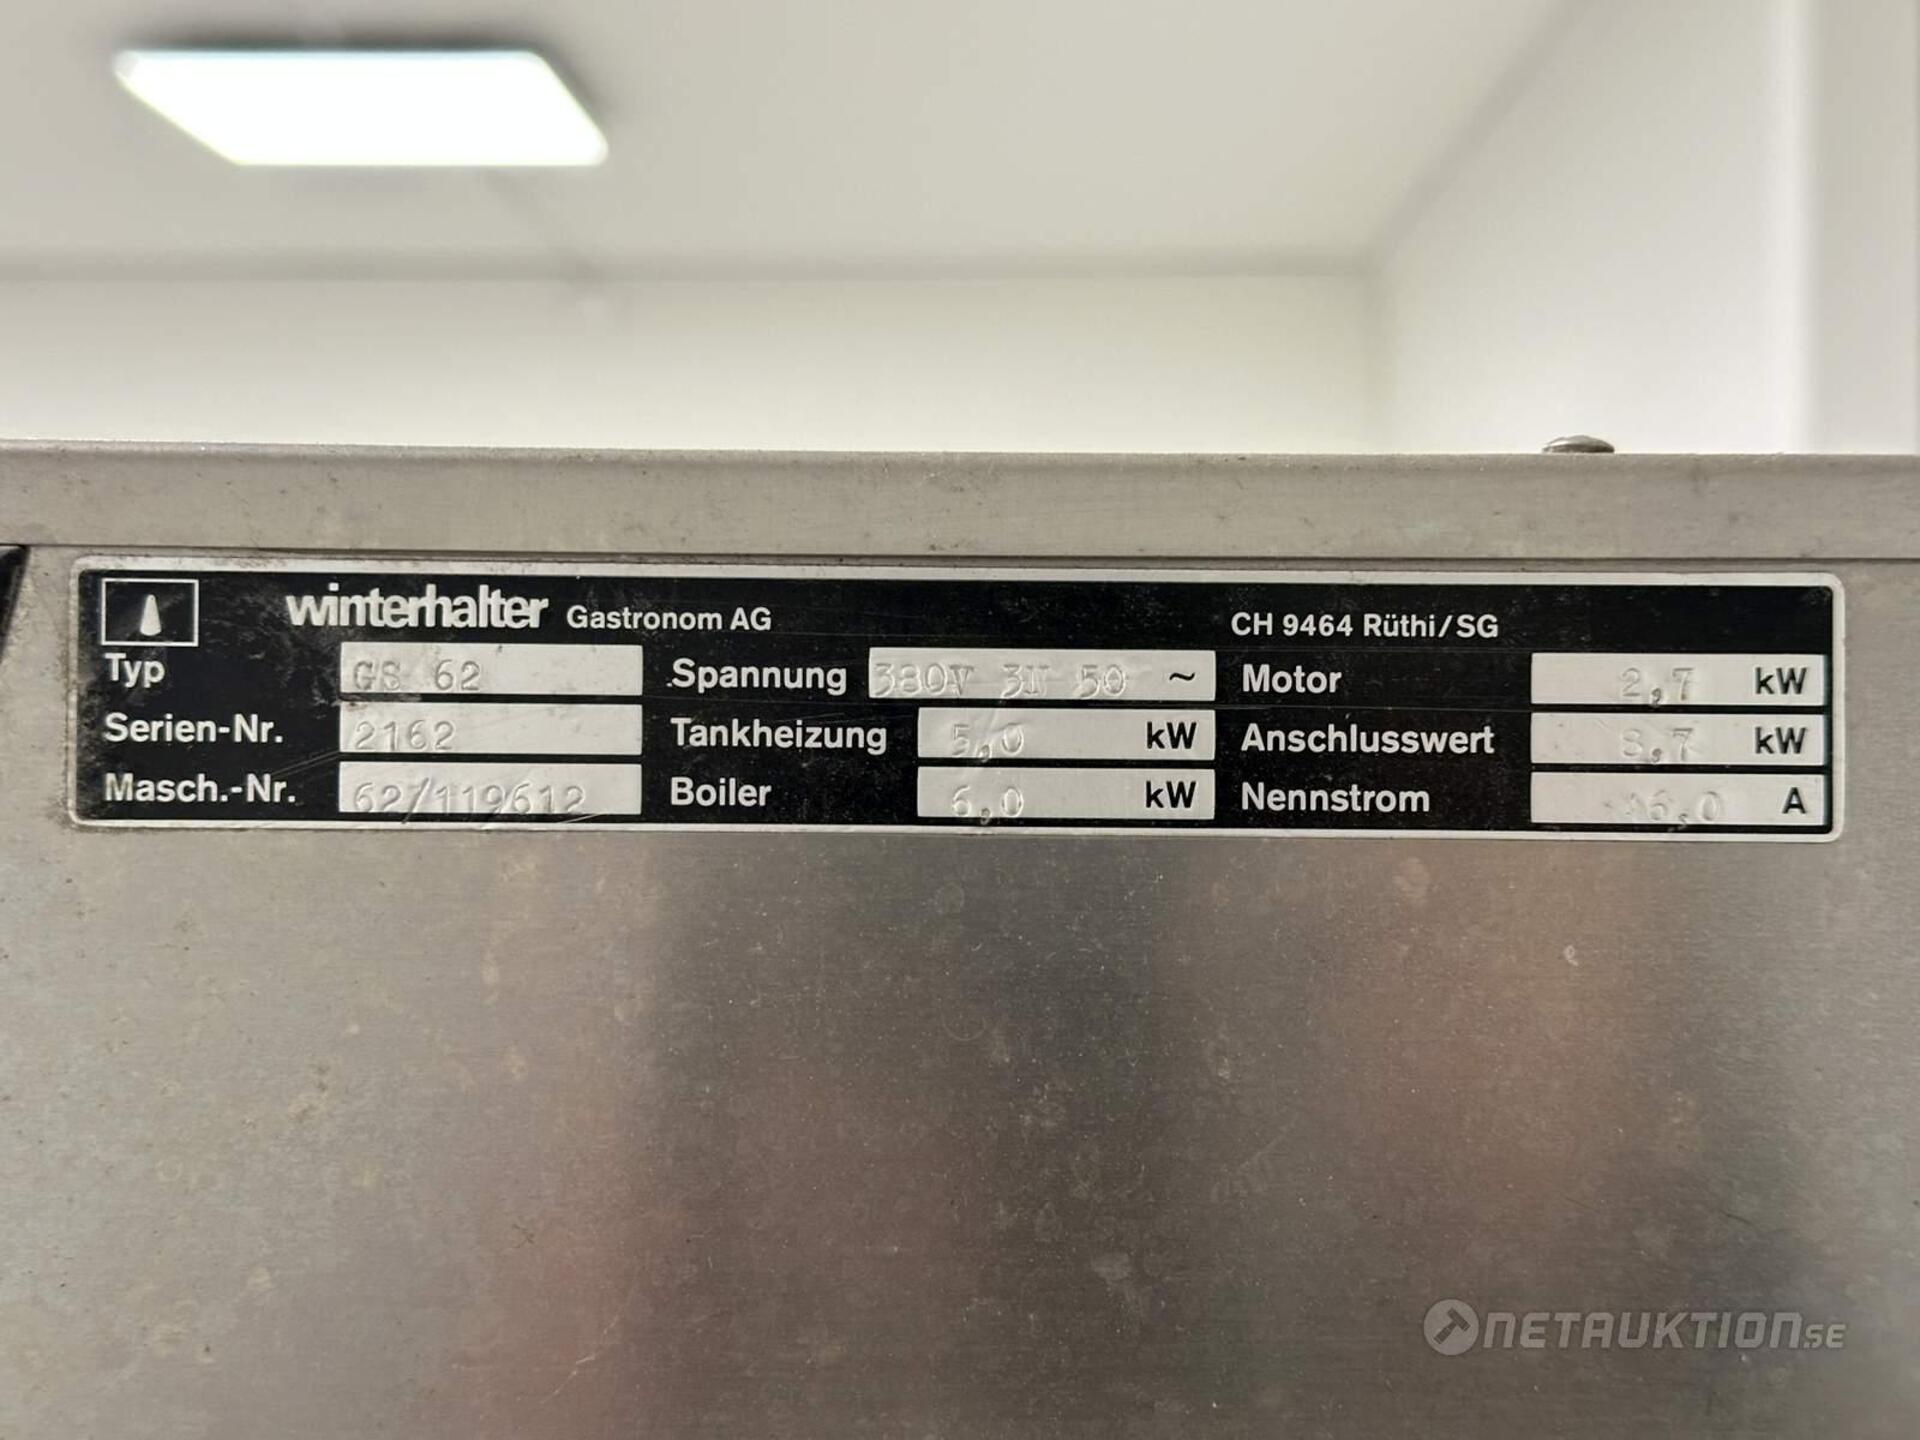 winterhalter Gastronom AG CH 9464 Rüthi/SG
Typ GS 62 Spannung 380V 3N 50 ~ Motor 2,7 kW
Serien-Nr. 2162 Tankheizung 5,0 kW Anschlusswert 8,7 kW
Masch.-Nr. 62/119612 Boiler 6,0 kW Nennstrom 16,0 A
NETAUKTION.SE